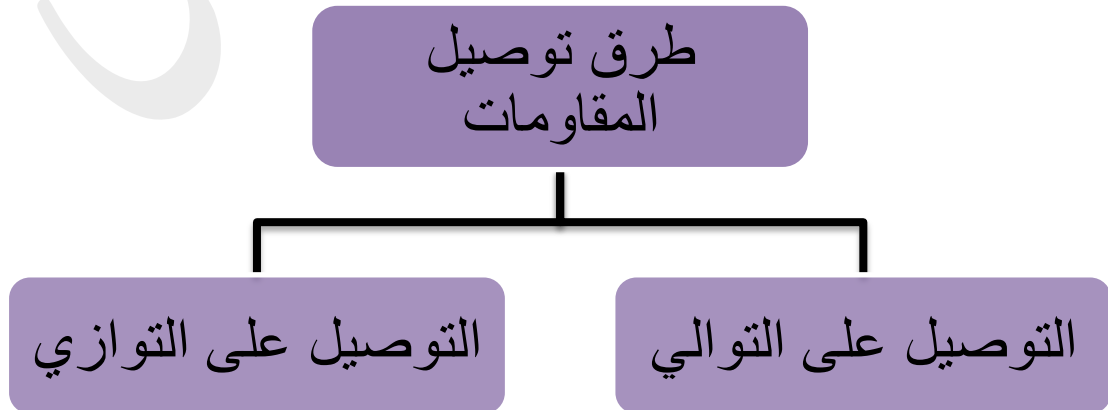 طرق توصيل
المقاومات
التوصيل على التوالي
التوصيل على التوازي